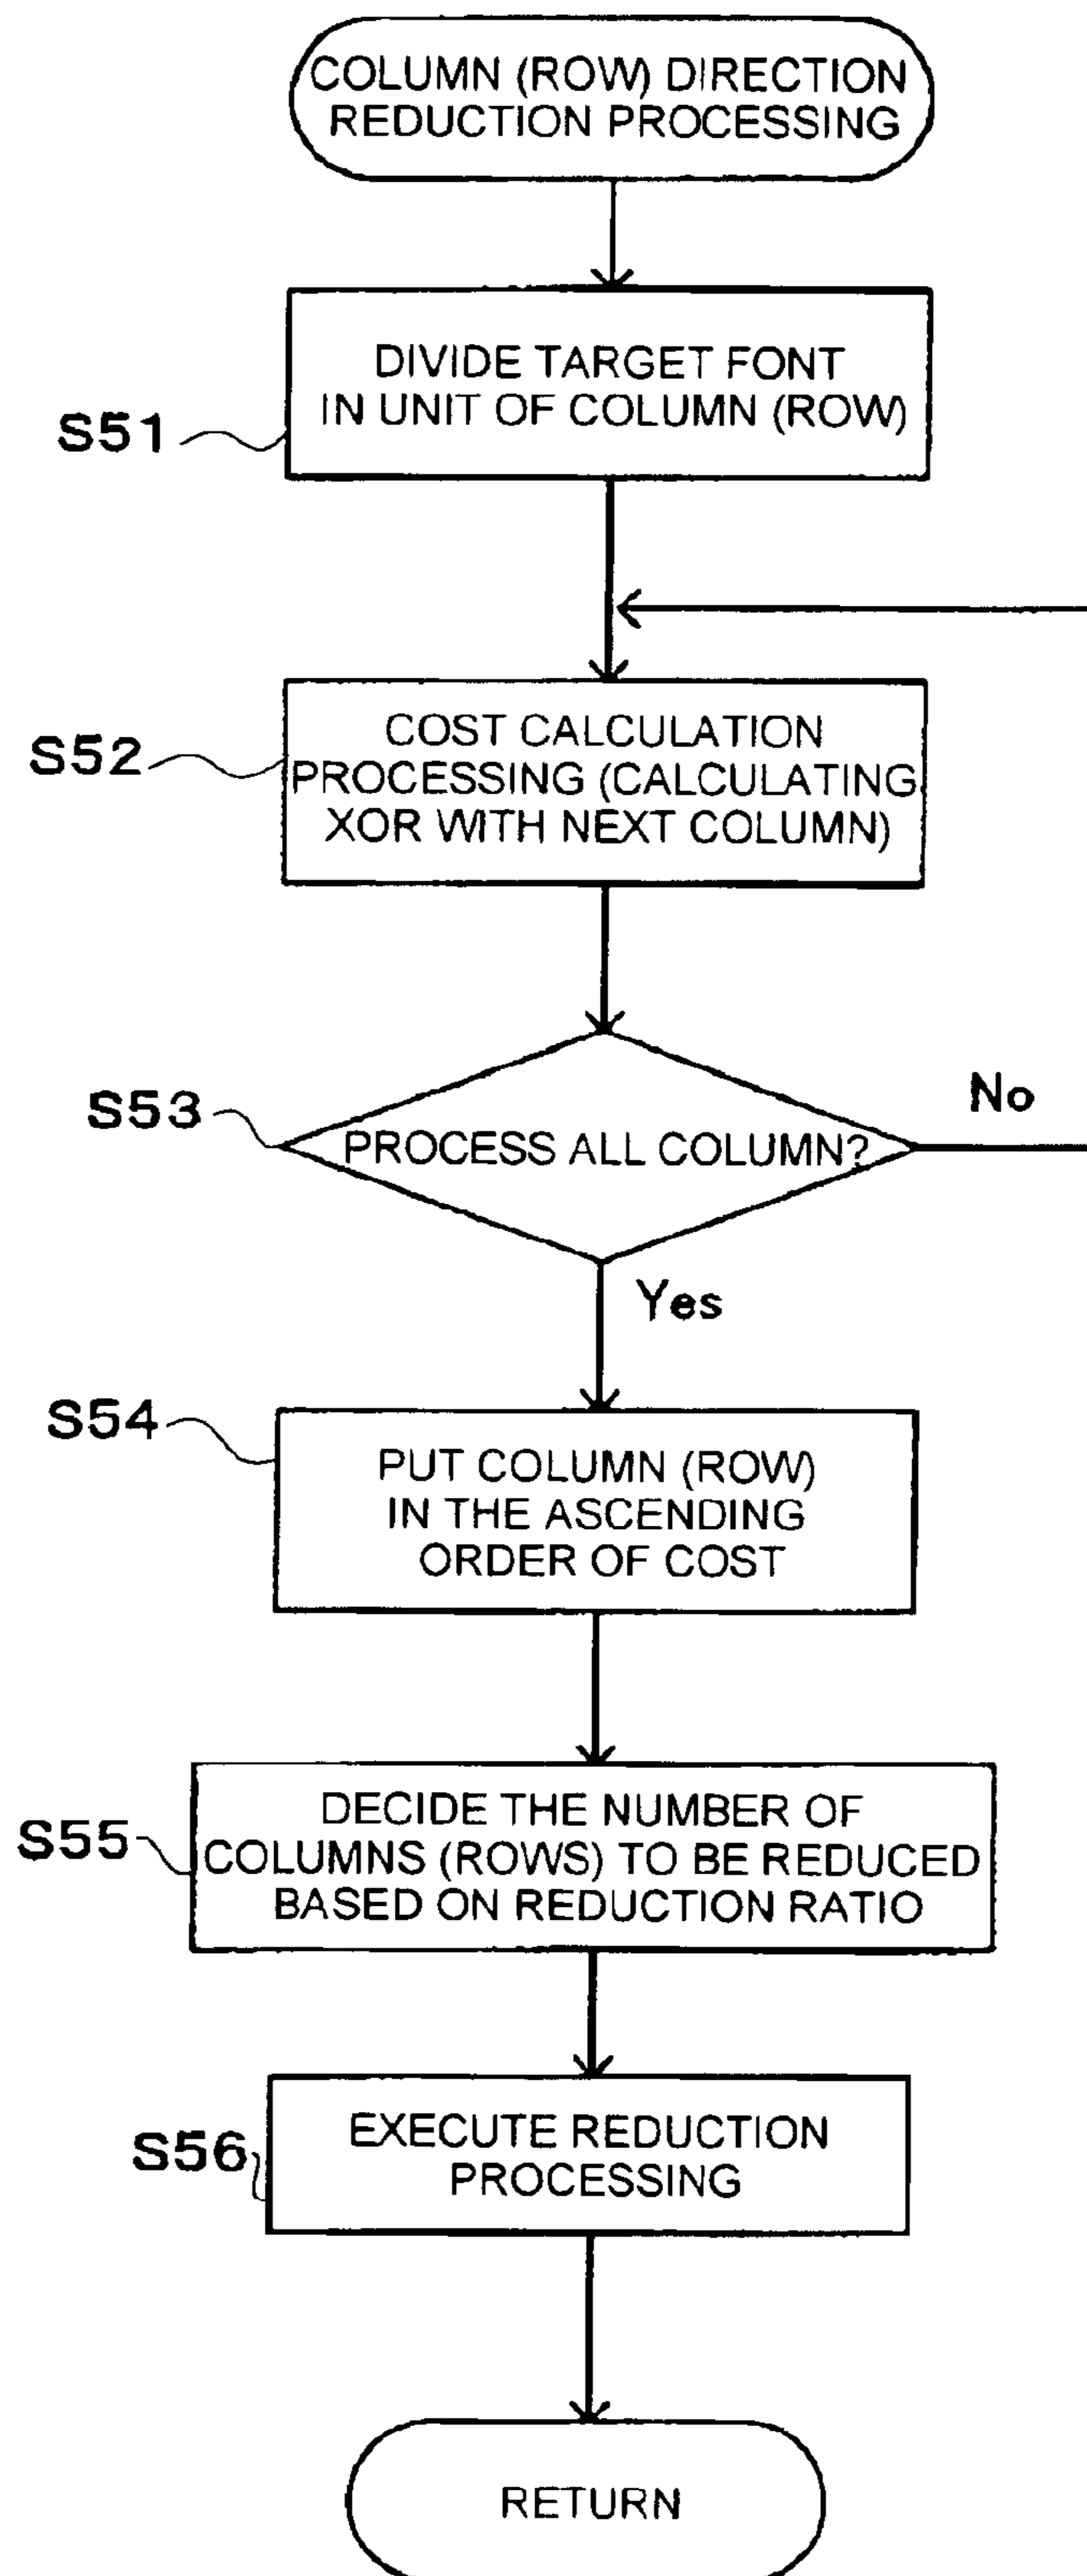 COLUMN (ROW) DIRECTION
REDUCTION PROCESSING
DIVIDE TARGET FONT
IN UNIT OF COLUMN (ROW)
S51
COST CALCULATION
PROCESSING (CALCULATING
XOR WITH NEXT COLUMN)
S52
S53
PROCESS ALL COLUMN?
No
Yes
S54
PUT COLUMN (ROW)
IN THE ASCENDING
ORDER OF COST
S55
DECIDE THE NUMBER OF
COLUMNS (ROWS) TO BE REDUCED
BASED ON REDUCTION RATIO
S56
EXECUTE REDUCTION
PROCESSING
RETURN